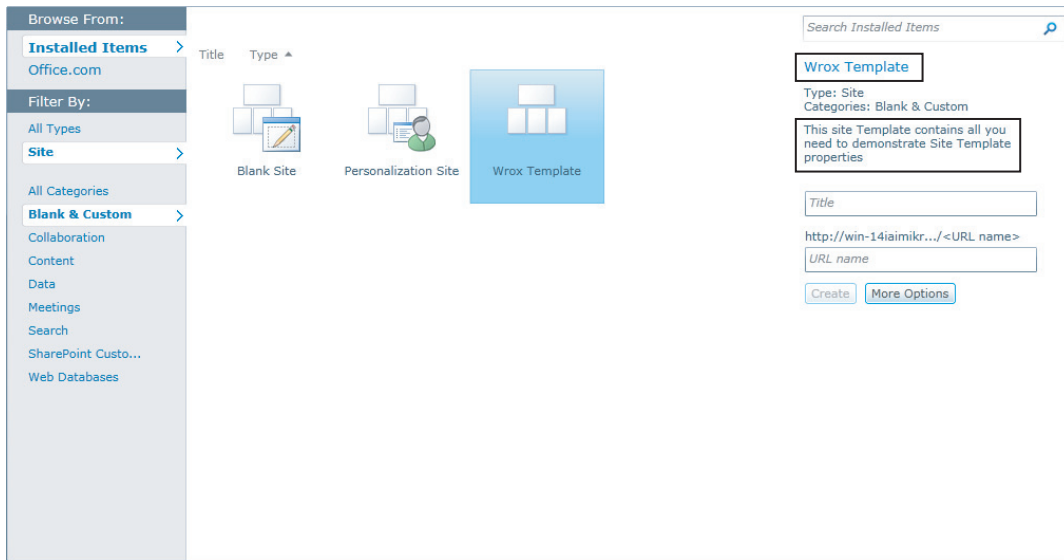 Browse From:
Installed Items
Office.com
Filter By:
All Types
Site
All Categories
Blank & Custom
Collaboration
Content
Data
Meetings
Search
SharePoint Custo...
Web Databases
Title Type
Blank Site
Personalization Site
Wrox Template
Search Installed Items
Wrox Template
Type: Site
Categories: Blank & Custom
This site Template contains all you
need to demonstrate Site Template
properties
Title
http://win-14iaimikr.../<URL name>
URL name
Create More Options